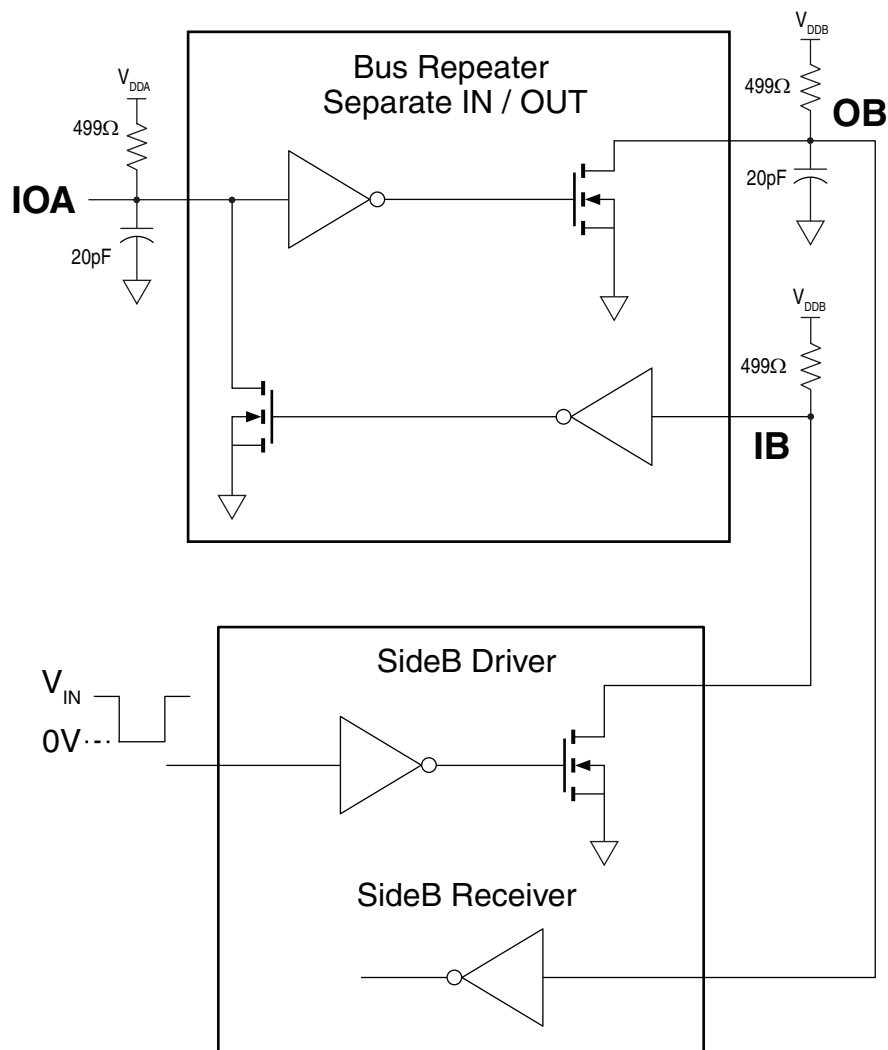 V_DDB
Bus Repeater
Separate IN / OUT
V_DDA
499Ω
499Ω
OB
IOA
20pF
20pF
V_DDB
499Ω
IB
SideB Driver
V_IN
0V
SideB Receiver